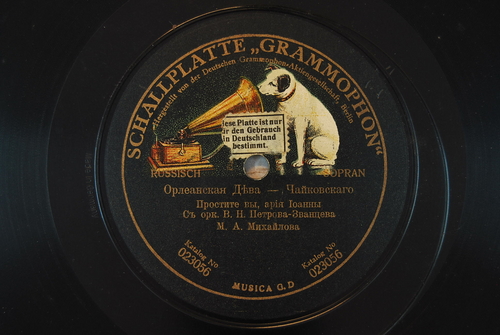 SCHALLPLATTE „GRAMMOPHON“
Hergestellt von der Deutschen Grammophon-Aktiengesellschaft, Berlin
iese Platte ist nur
ür den Gebrauch
in Deutschland
bestimmt.
RUSSISCH SOPRAN
Орлеанская Дѣва — Чайковскаго
Простите вы, арія Іоанны
Съ орк. В. Н. Петрова-Званцева
М. А. Михайлова
Katalog No 023056
Katalog No 023056
MUSICA G.D